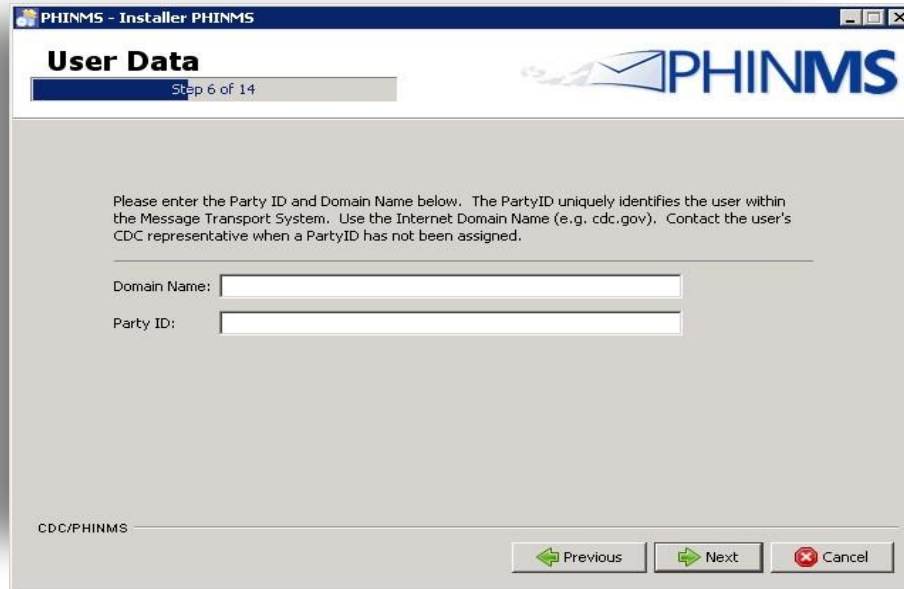 PHINMS - Installer PHINMS
User Data
Step 6 of 14
PHINMS
Please enter the Party ID and Domain Name below. The PartyID uniquely identifies the user within
the Message Transport System. Use the Internet Domain Name (e.g. cdc.gov). Contact the user's
CDC representative when a PartyID has not been assigned.
Domain Name:
Party ID:
CDC/PHINMS
Previous Next Cancel